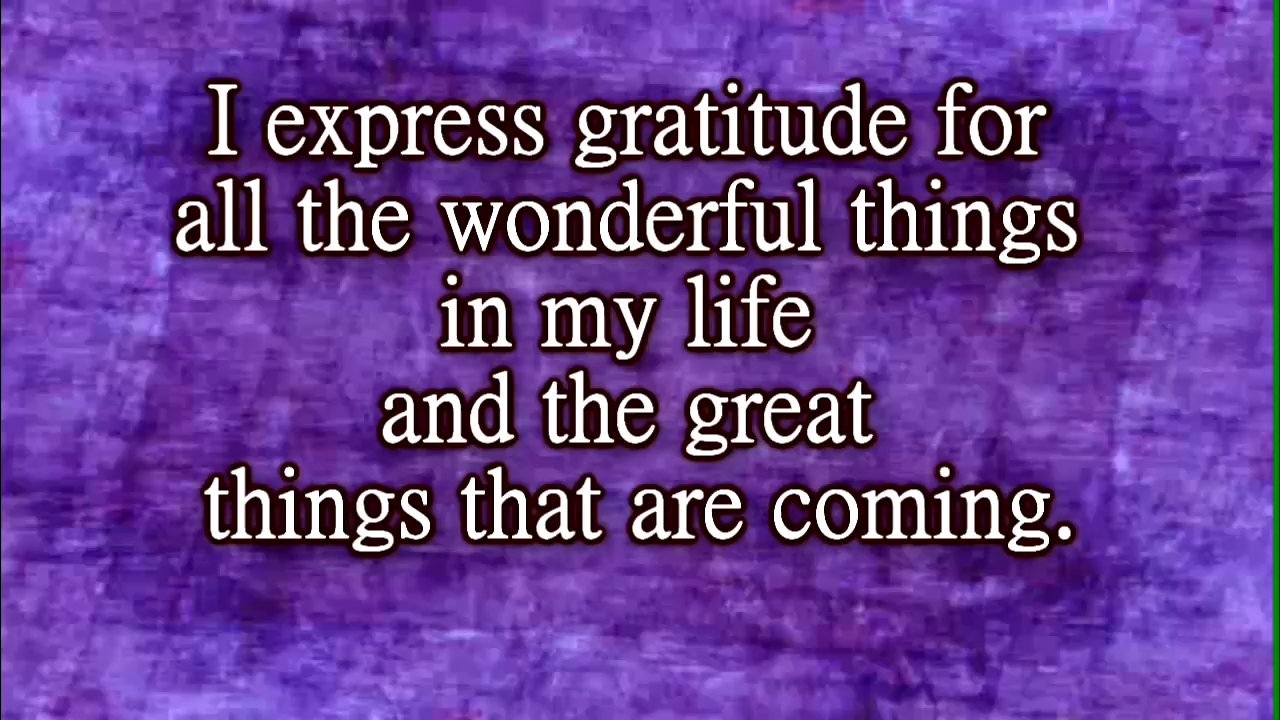 I express gratitude for
all the wonderful things
in my life
and the great
things that are coming.